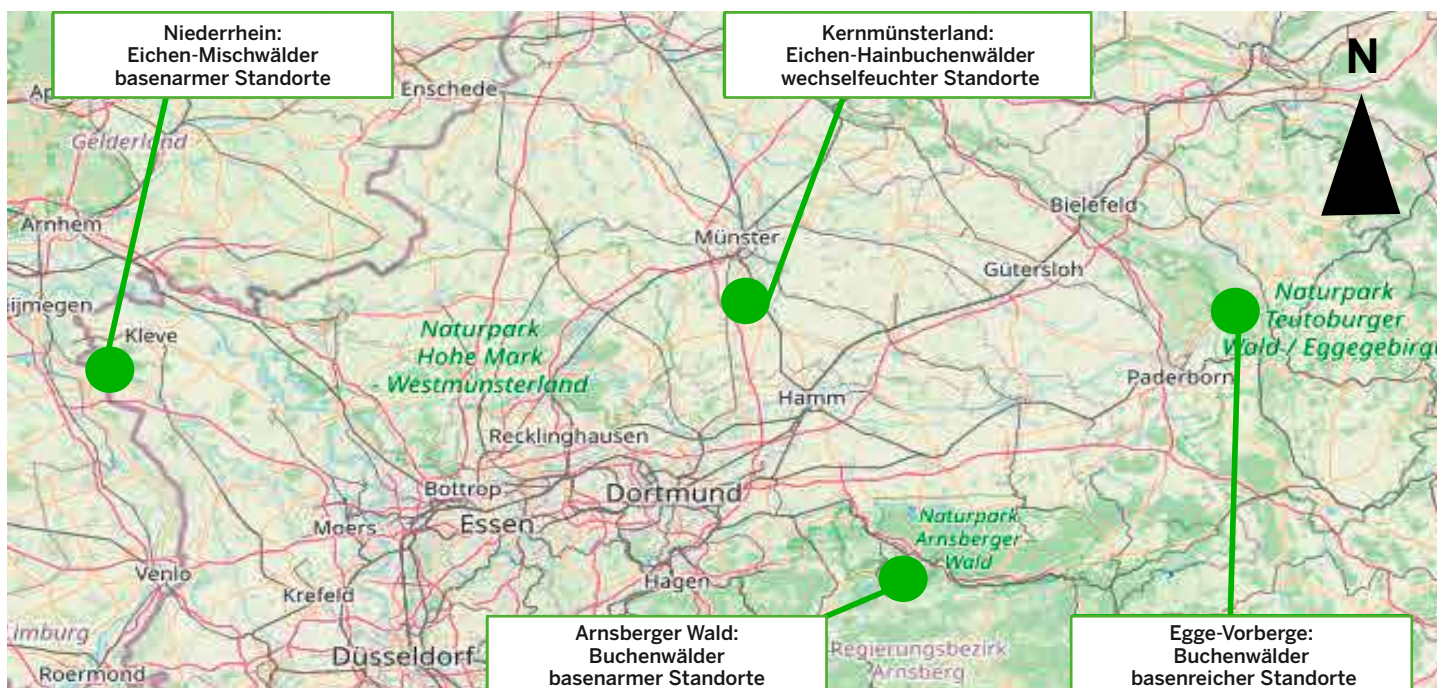 Niederrhein:
Eichen-Mischwälder
basenarmer Standorte
Kernmünsterland:
Eichen-Hainbuchenwälder
wechselfeuchter Standorte
N
Enschede
Gelderland
Arnhem
Bielefeld
Münster
Gütersloh
eijmegen
Kleve
Naturpark
Hohe Mark
- Westmünsterland
Naturpark
Teutoburger
Wald / Eggegebirge
Paderborn
Hamm
Recklinghausen
Bottrop
Dortmund
Essen
Moers
Naturpark
Arnsberger
Wald
Venlo
Krefeld
Hagen
imburg
Düsseldorf
Roermond
Arnsberger Wald:
Buchenwälder
basenarmer Standorte
Regierungsbezirk
Arnsberg
Egge-Vorberge:
Buchenwälder
basenreicher Standorte